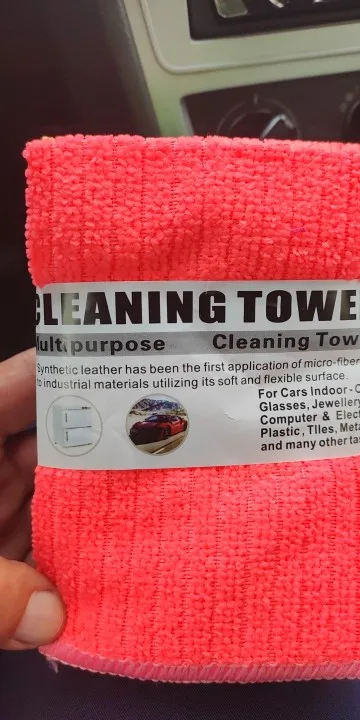 CLEANING TOWE
Multipurpose Cleaning Tow
Synthetic leather has been the first application of micro-fiber
to industrial materials utilizing its soft and flexible surface.
For Cars Indoor - O
Glasses, Jewellery
Computer & Elect
Plastic, TIles, Meta
and many other ta